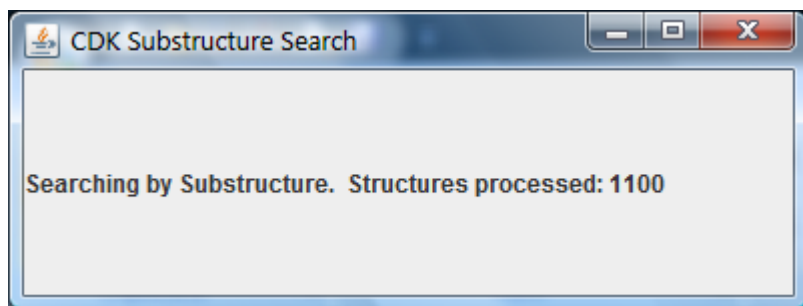 CDK Substructure Search
Searching by Substructure.  Structures processed: 1100